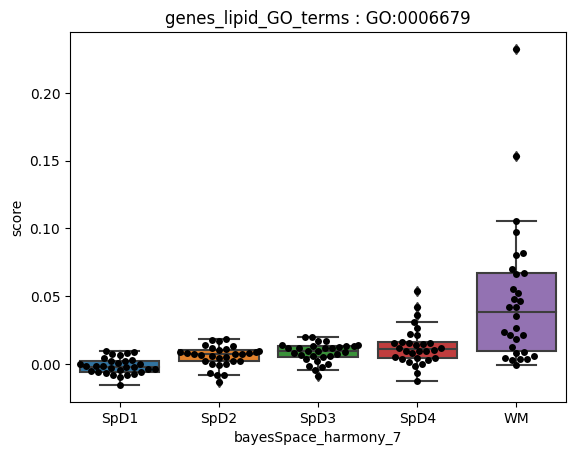 genes_lipid_GO_terms : GO:0006679
score
0.20
0.15
0.10
0.05
0.00
SpD1 SpD2 SpD3 SpD4 WM
bayesSpace_harmony_7